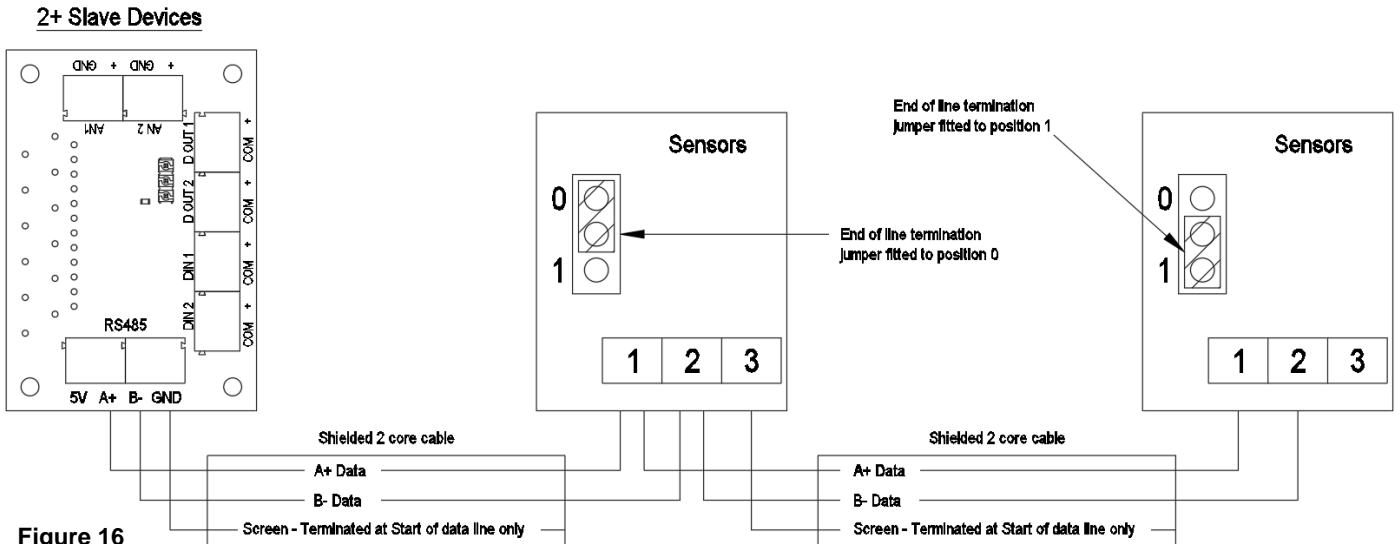 2+ Slave Devices
GND + GND +
AN1 AN 2
D OUT 1
COM +
D OUT 2
COM +
DIN 1
COM +
DIN 2
COM +
RS485
5V A+ B- GND
Sensors
0
1
End of line termination
jumper fitted to position 0
1 2 3
End of line termination
jumper fitted to position 1
Sensors
0
1
1 2 3
Shielded 2 core cable
A+ Data
B- Data
Screen - Terminated at Start of data line only
Shielded 2 core cable
A+ Data
B- Data
Screen - Terminated at Start of data line only
Figure 16